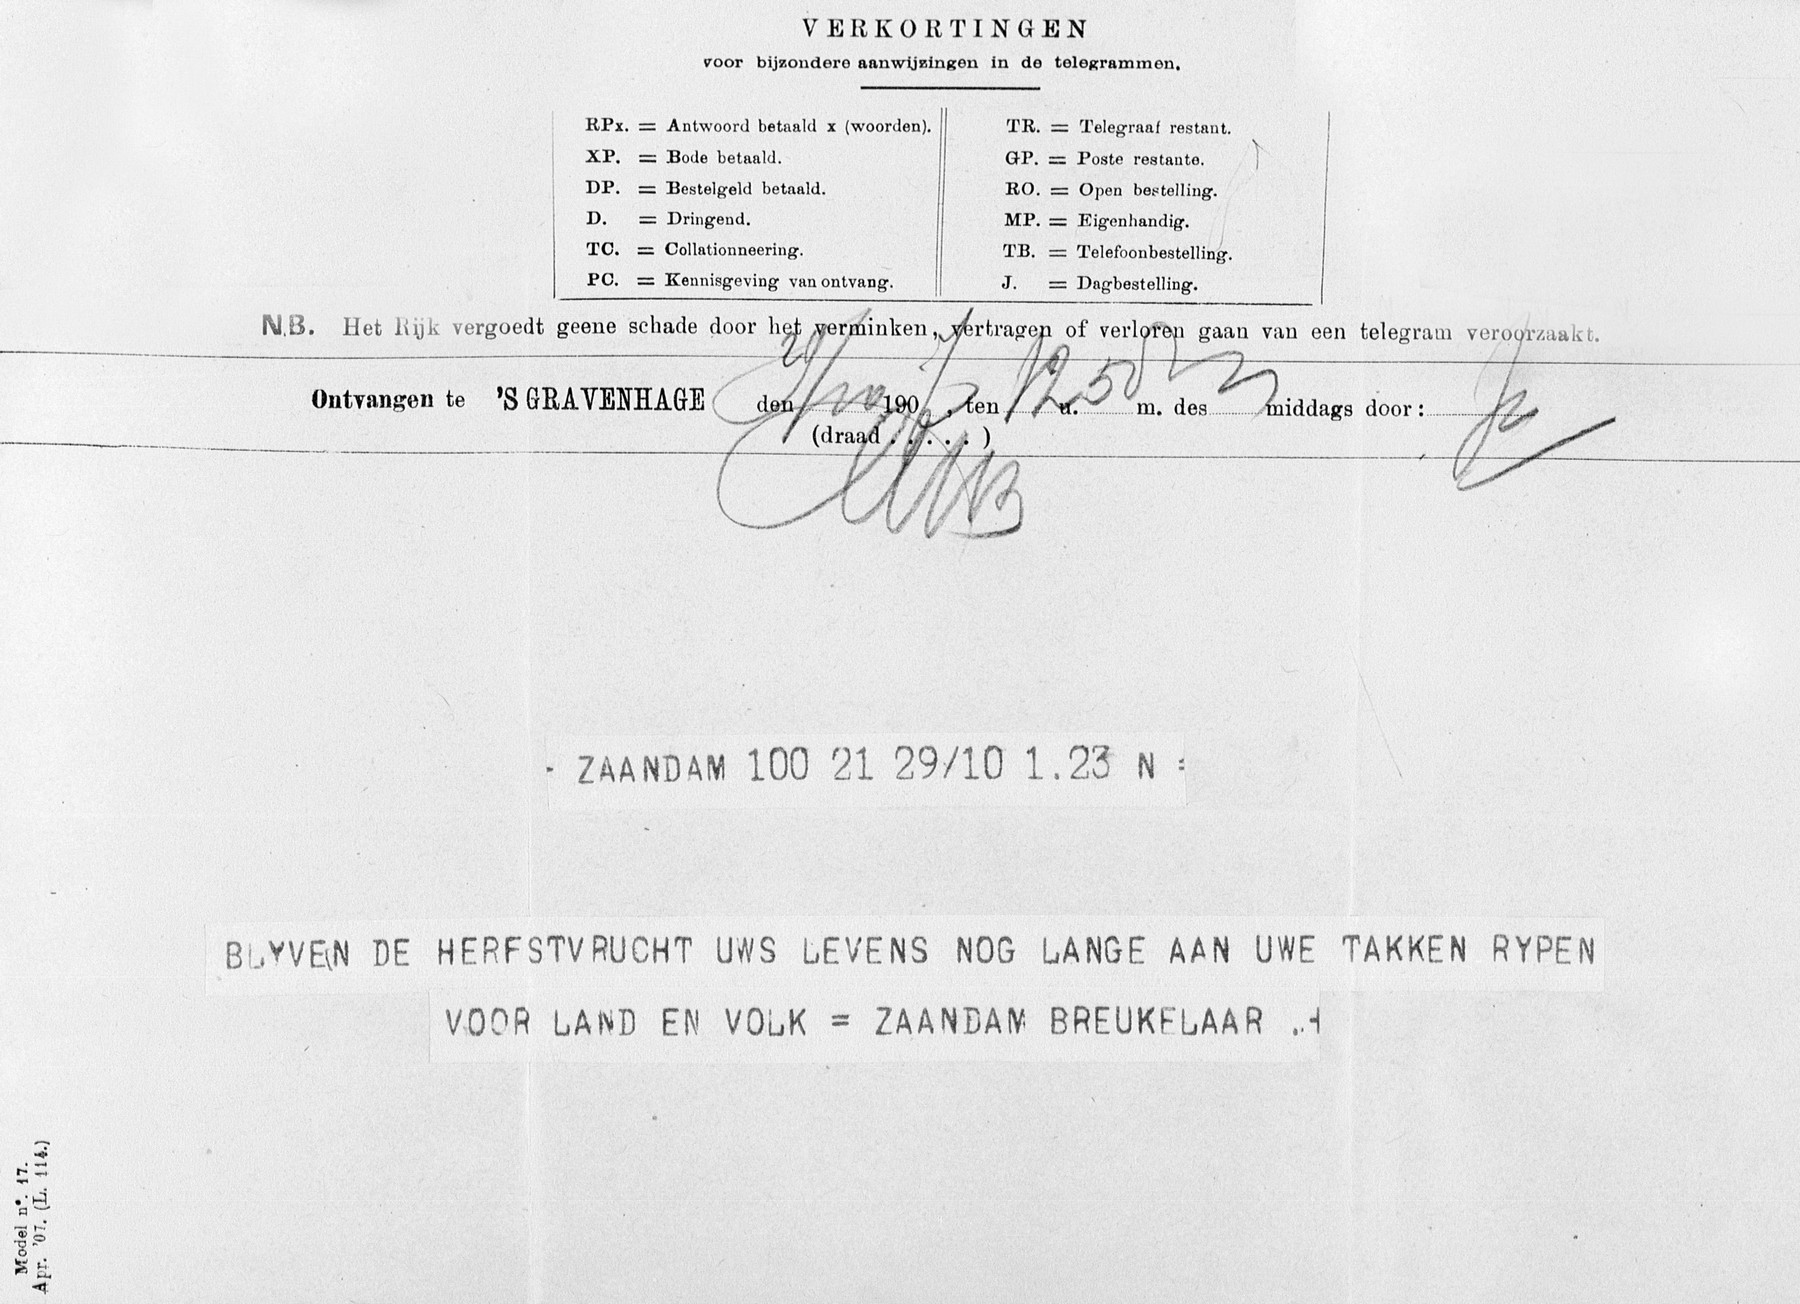 VERKORTINGEN
voor bijzondere aanwijzingen in de telegrammen.
RPx. = Antwoord betaald x (woorden).
XP. = Bode betaald.
DP. = Bestelgeld betaald.
D. = Dringend.
TC. = Collationneering.
PC. = Kennisgeving van ontvang.
TR. = Telegraaf restant.
GP. = Poste restante.
RO. = Open bestelling.
MP. = Eigenhandig.
TB. = Telefoonbestelling.
J. = Dagbestelling.
N.B. Het Rijk vergoedt geene schade door het verminken, vertragen of verloren gaan van een telegram veroorzaakt.
Ontvangen te 'S GRAVENHAGE den 190 , ten 12 u. 50 m. des middags door:
(draad . . . . . )
- ZAANDAM 100 21 29/10 1.23 N =
BLYVEN DE HERFSTVRUCHT UWS LEVENS NOG LANGE AAN UWE TAKKEN RYPEN
VOOR LAND EN VOLK = ZAANDAM BREUKELAAR .
Model n°. 17.
Apr. '07. (L. 114.)